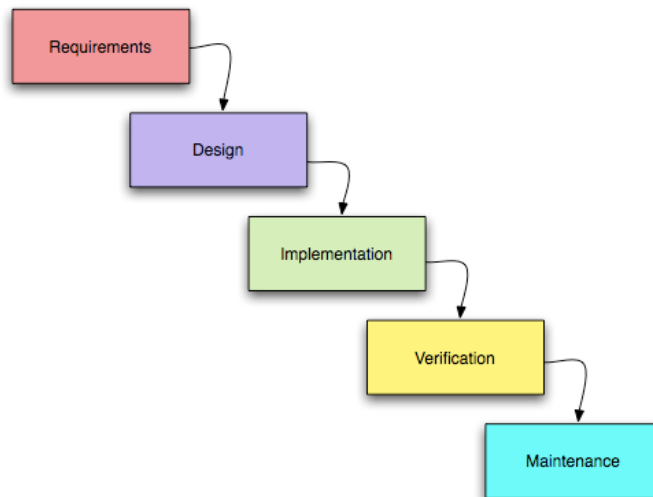 Requirements
Design
Implementation
Verification
Maintenance